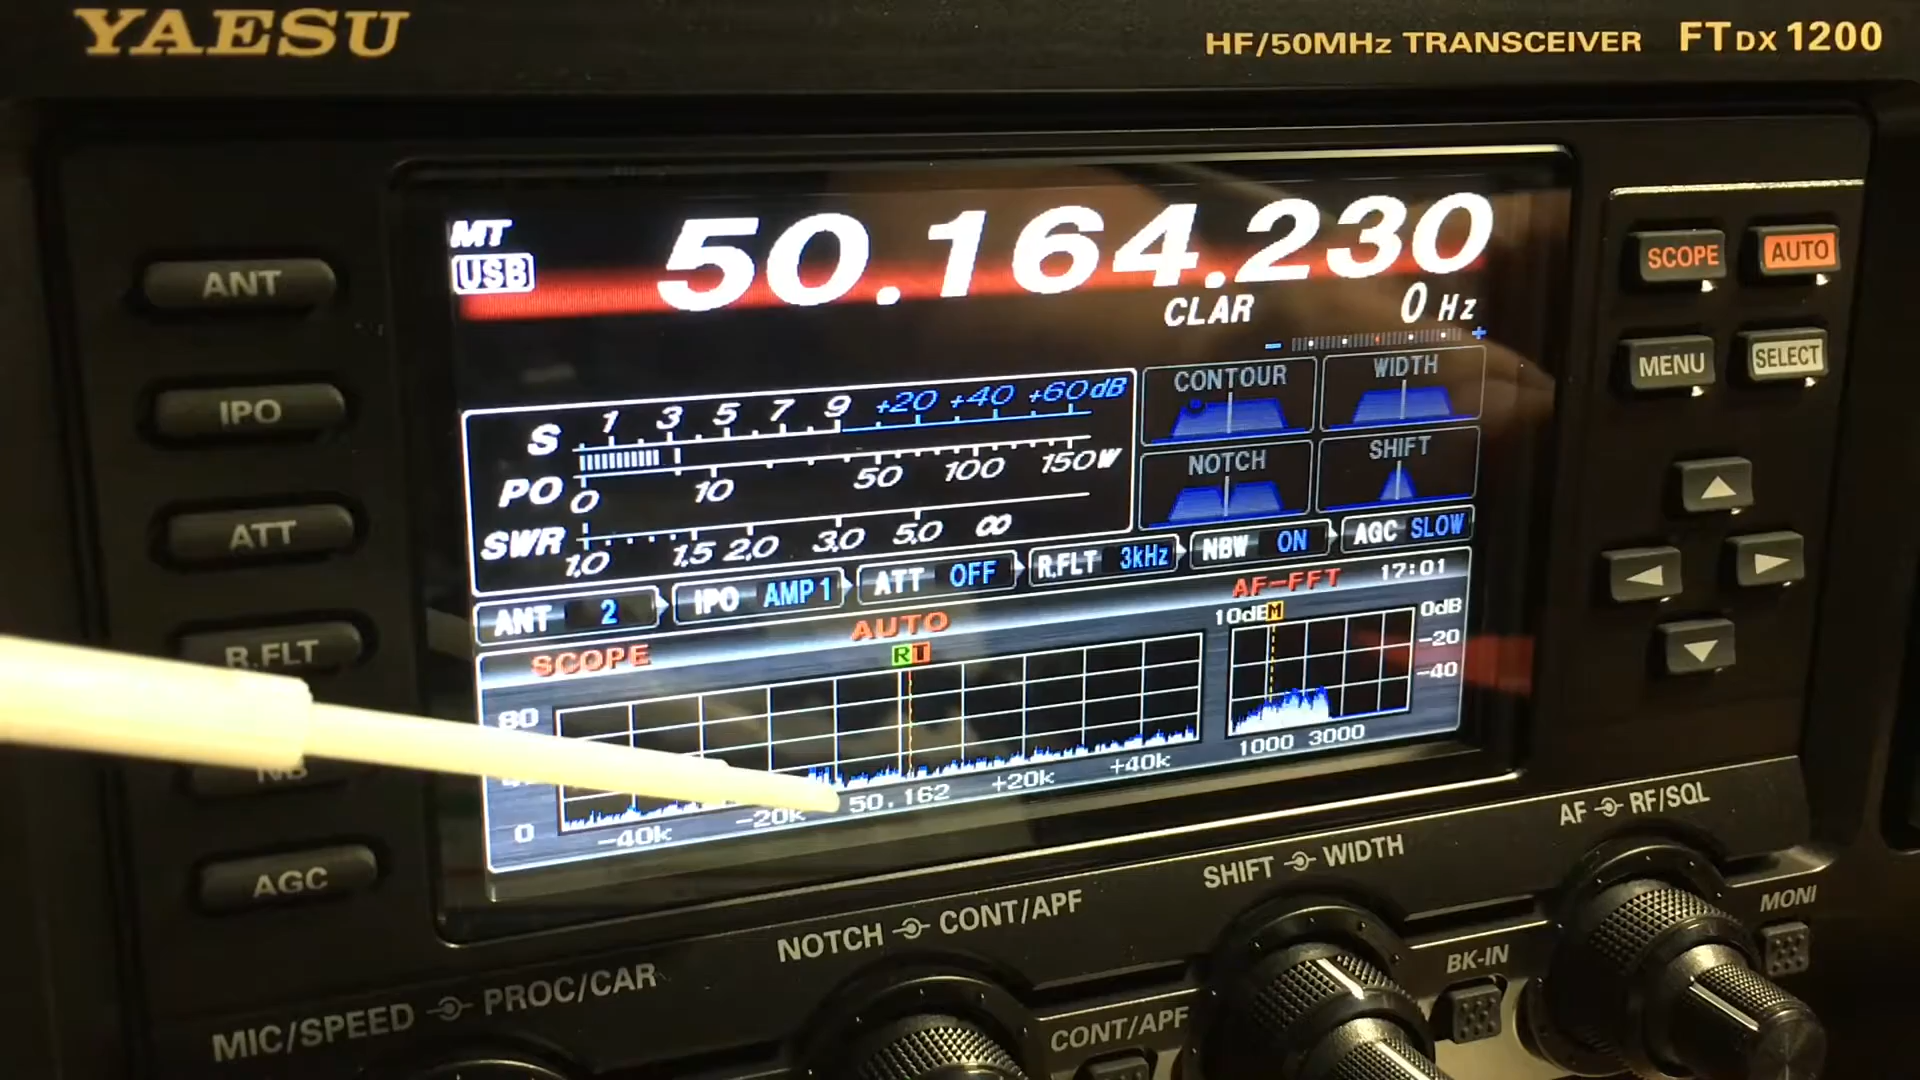 YAESU
HF/50MHz TRANSCEIVER FTDX 1200
MT
USB
50.164.230
CLAR 0 Hz
- +
S 1 3 5 7 9 +20 +40 +60dB
PO 0 10 50 100 150W
SWR 1.0 1.5 2.0 3.0 5.0 ∞
CONTOUR
WIDTH
NOTCH
SHIFT
ANT 2
IPO AMP1
ATT OFF
R.FLT 3kHz
NBW ON
AGC SLOW
SCOPE
AUTO
AF-FFT
17:01
RT
80
0
-40k -20k 50.162 +20k +40k
10dB M
0dB
-20
-40
1000 3000
ANT
IPO
ATT
R.FLT
NB
AGC
SCOPE
AUTO
MENU
SELECT
MIC/SPEED PROC/CAR
NOTCH CONT/APF
SHIFT WIDTH
AF RF/SQL
CONT/APF
BK-IN
MONI